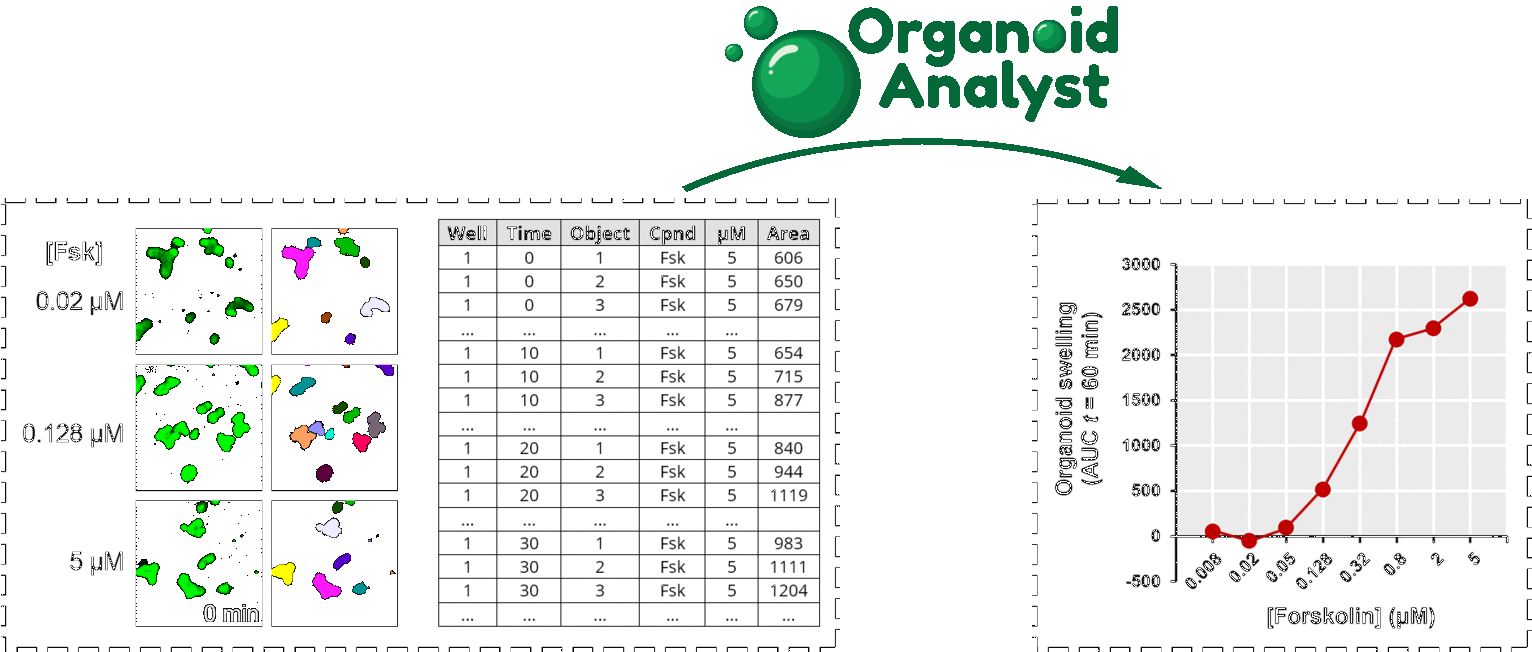 Organoid
Analyst
[Fsk]
0.02 µM
0.128 µM
5 µM
0 min
Well Time Object Cpnd µM Area
1 0 1 Fsk 5 606
1 0 2 Fsk 5 650
1 0 3 Fsk 5 679
... ... ... ... ...
1 10 1 Fsk 5 654
1 10 2 Fsk 5 715
1 10 3 Fsk 5 877
... ... ... ... ...
1 20 1 Fsk 5 840
1 20 2 Fsk 5 944
1 20 3 Fsk 5 1119
... ... ... ... ...
1 30 1 Fsk 5 983
1 30 2 Fsk 5 1111
1 30 3 Fsk 5 1204
... ... ... ... ... ...
Organoid swelling
(AUC t = 60 min)
3000
2500
2000
1500
1000
500
0
-500
0.008 0.02 0.05 0.128 0.32 0.8 2 5
[Forskolin] (µM)